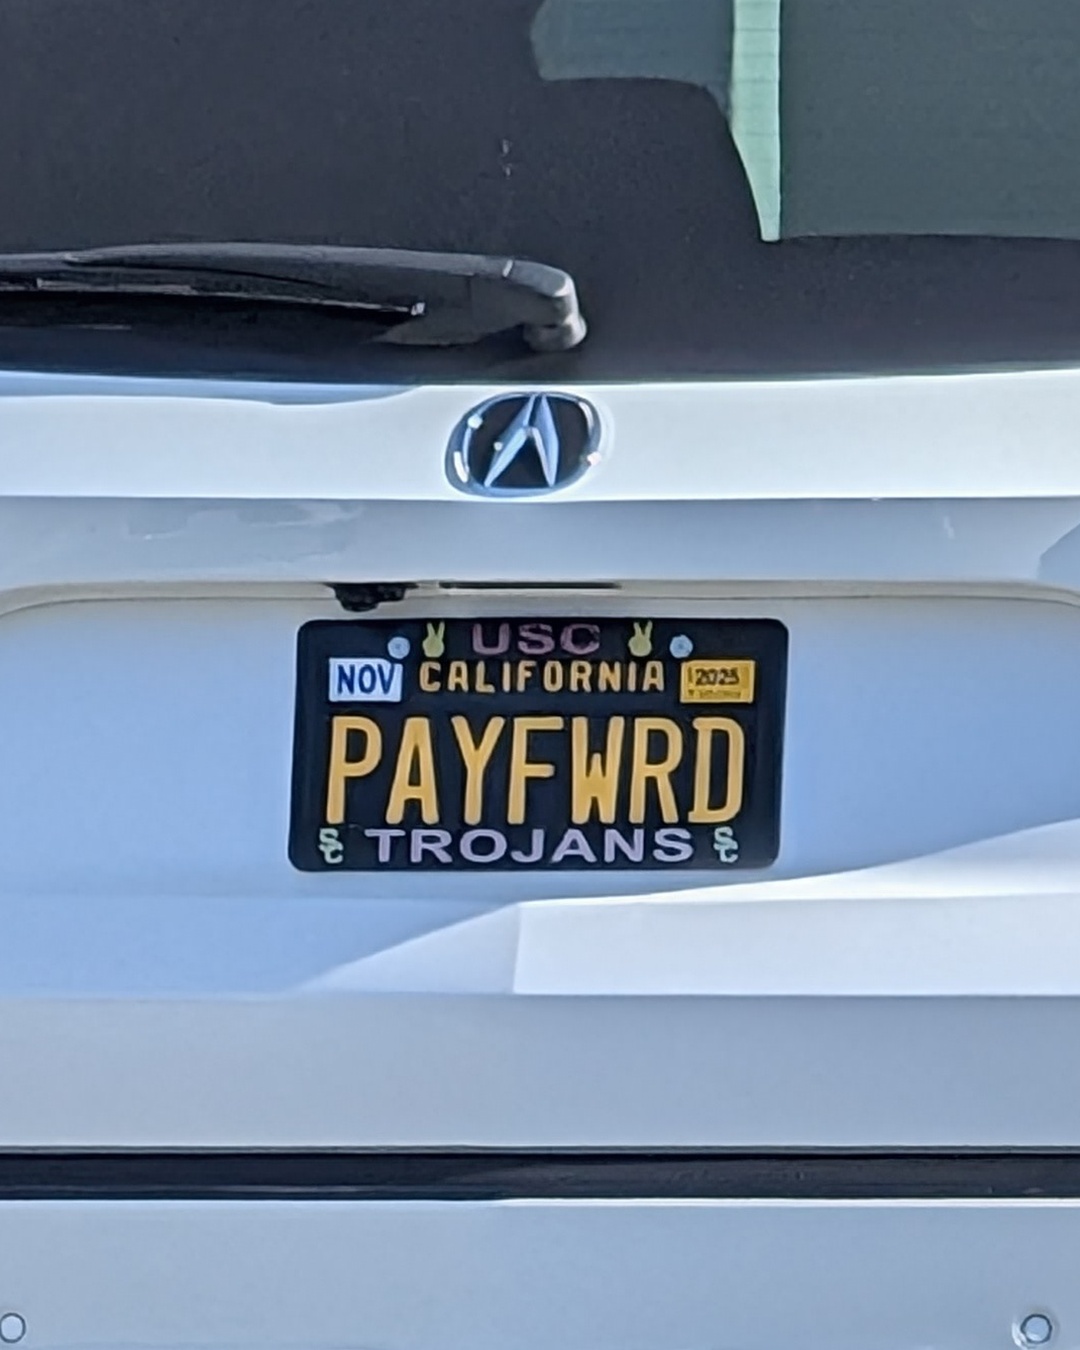 USC
NOV CALIFORNIA 2025
PAYFWRD
SC TROJANS SC